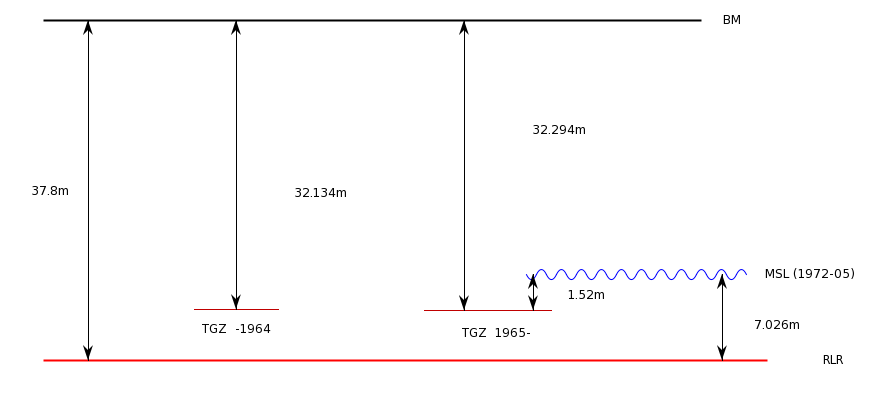 BM
32.294m
37.8m
32.134m
MSL (1972-05)
1.52m
7.026m
TGZ -1964
TGZ 1965-
RLR